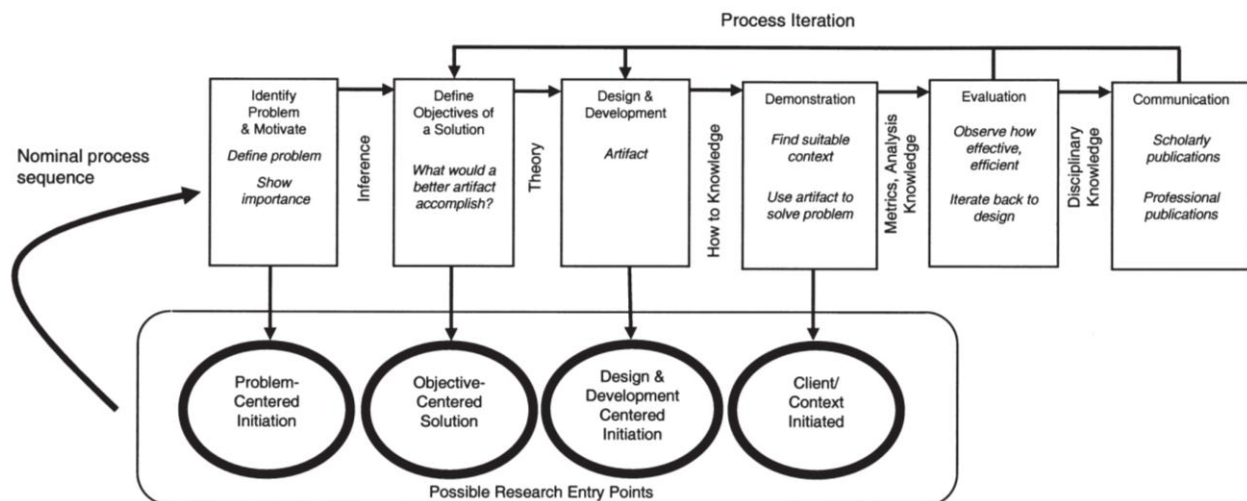 Process Iteration
Nominal process
sequence
Identify
Problem
& Motivate
Define problem
Show
importance
Inference
Define
Objectives of
a Solution
What would a
better artifact
accomplish?
Theory
Design &
Development
Artifact
How to Knowledge
Demonstration
Find suitable
context
Use artifact to
solve problem
Metrics, Analysis
Knowledge
Evaluation
Observe how
effective,
efficient
Iterate back to
design
Disciplinary
Knowledge
Communication
Scholarly
publications
Professional
publications
Problem-
Centered
Initiation
Objective-
Centered
Solution
Design &
Development
Centered
Initiation
Client/
Context
Initiated
Possible Research Entry Points